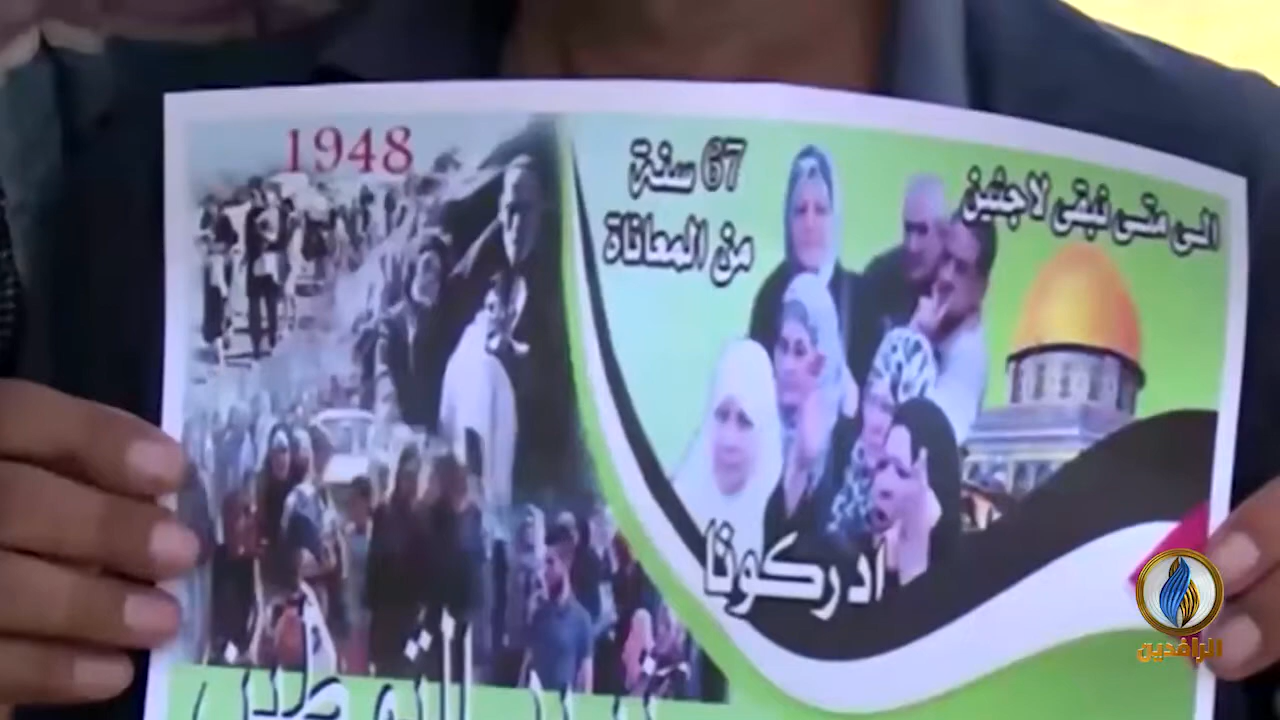 1948
67 سنة
من المعاناة
الى متى نبقى لاجئين
ادركونا
الرافدين